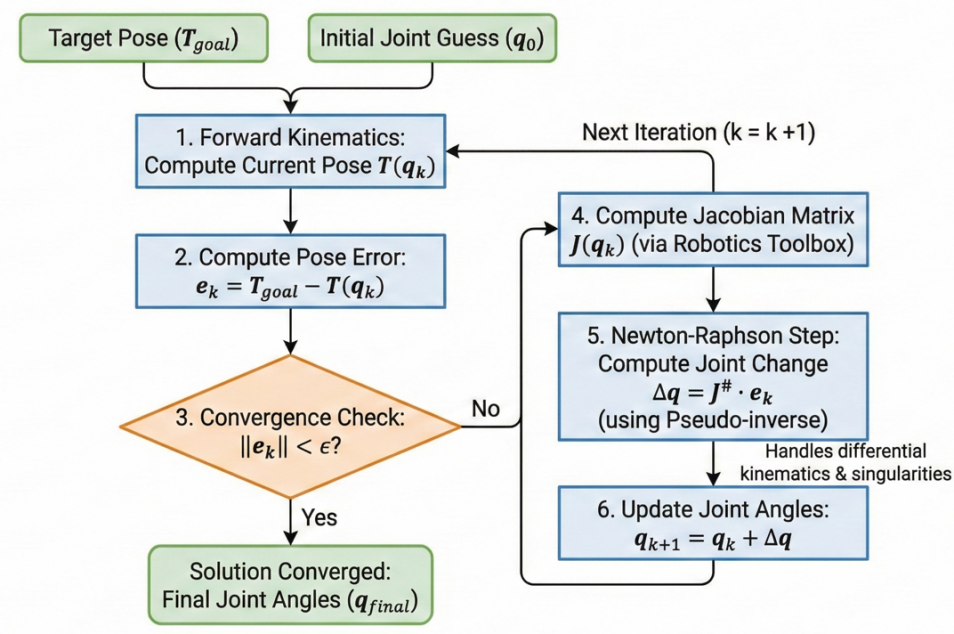 Target Pose (T_goal)
Initial Joint Guess (q_0)
1. Forward Kinematics:
Compute Current Pose T(q_k)
2. Compute Pose Error:
e_k = T_goal − T(q_k)
3. Convergence Check:
||e_k|| < ϵ?
Yes
No
Solution Converged:
Final Joint Angles (q_final)
Next Iteration (k = k +1)
4. Compute Jacobian Matrix
J(q_k) (via Robotics Toolbox)
5. Newton-Raphson Step:
Compute Joint Change
Δq = J^# · e_k
(using Pseudo-inverse)
Handles differential
kinematics & singularities
6. Update Joint Angles:
q_{k+1} = q_k + Δq